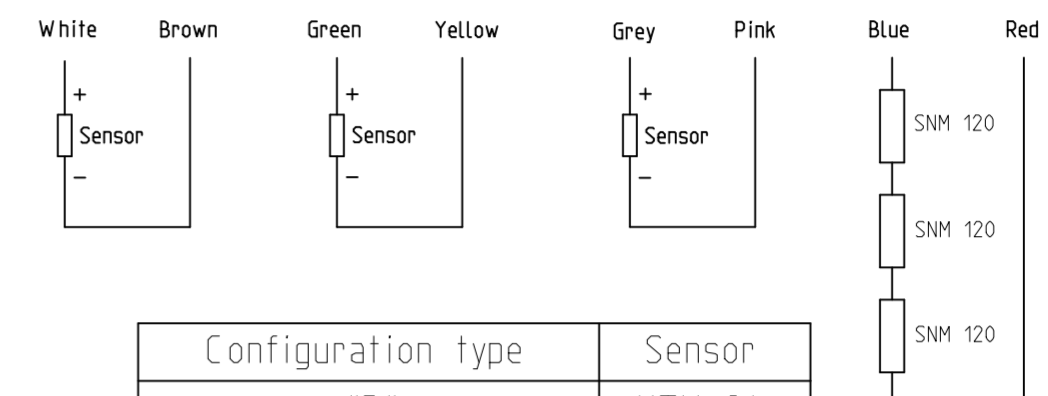 White Brown Green Yellow Grey Pink Blue Red
+ + +
Sensor Sensor Sensor SNM 120
- - -
SNM 120
Configuration type Sensor SNM 120